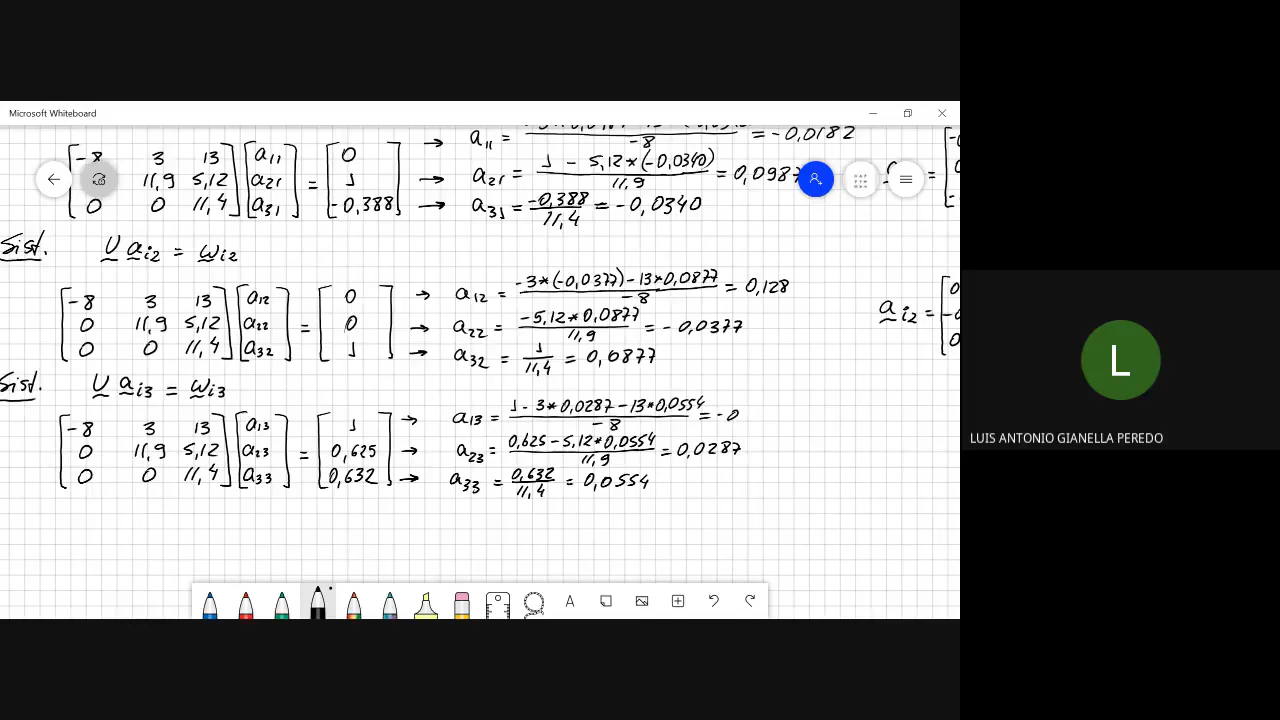 Microsoft Whiteboard
a11 = / -8 = -0,0182
[-8 3 13] [a11] = [0] →
[11,9 5,12] [a21] = [1] → a21 = 1 - 5,12*(-0,0340) / 11,9 = 0,0987
[0 0 11,4] [a31] = [-0,388] → a31 = -0,388 / 11,4 = -0,0340
Sist. U ai2 = wi2
[-8 3 13] [a12] = [0] → a12 = -3*(-0,0377) - 13*0,0877 / -8 = 0,128
[0 11,9 5,12] [a22] = [0] → a22 = -5,12*0,0877 / 11,9 = -0,0377
[0 0 11,4] [a32] = [1] → a32 = 1 / 11,4 = 0,0877
ai2 = [0
-0
0
Sist. U ai3 = wi3
[-8 3 13] [a13] = [1] → a13 = 1 - 3*0,0287 - 13*0,0554 / -8 = -0
[0 11,9 5,12] [a23] = [0,625] → a23 = 0,625 - 5,12*0,0554 / 11,9 = 0,0287
[0 0 11,4] [a33] = [0,632] → a33 = 0,632 / 11,4 = 0,0554
L
LUIS ANTONIO GIANELLA PEREDO
A